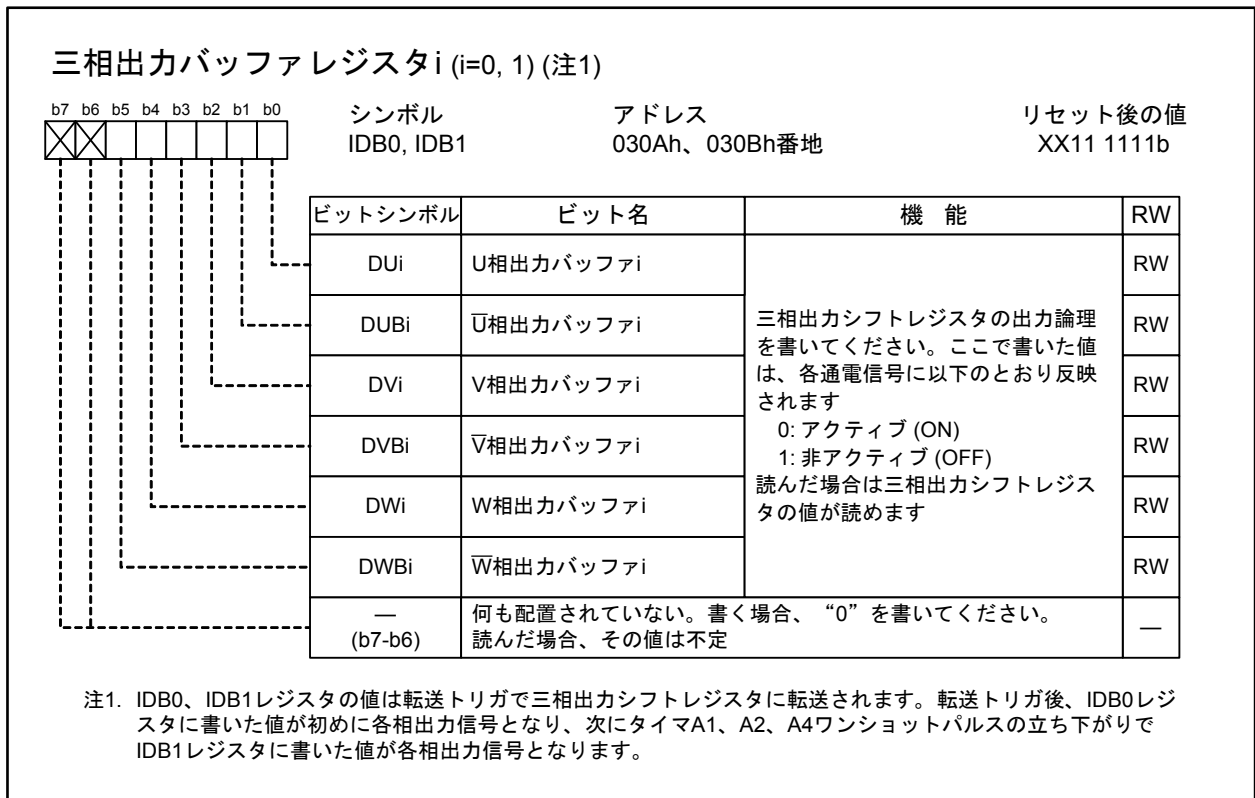 三相出力バッファレジスタi (i=0, 1) (注1)
b7 b6 b5 b4 b3 b2 b1 b0
シンボル アドレス リセット後の値
IDB0, IDB1 030Ah、030Bh番地 XX11 1111b
ビットシンボル ビット名 機 能 RW
DUi U相出力バッファi RW
DUBi U̅相出力バッファi RW
DVi V相出力バッファi RW
DVBi V̅相出力バッファi RW
DWi W相出力バッファi RW
DWBi W̅相出力バッファi RW
三相出力シフトレジスタの出力論理
を書いてください。ここで書いた値
は、各通電信号に以下のとおり反映
されます
0: アクティブ (ON)
1: 非アクティブ (OFF)
読んだ場合は三相出力シフトレジス
タの値が読めます
—
(b7-b6)
何も配置されていない。書く場合、“0”を書いてください。
読んだ場合、その値は不定
—
注1. IDB0、IDB1レジスタの値は転送トリガで三相出力シフトレジスタに転送されます。転送トリガ後、IDB0レジ
スタに書いた値が初めに各相出力信号となり、次にタイマA1、A2、A4ワンショットパルスの立ち下がりで
IDB1レジスタに書いた値が各相出力信号となります。